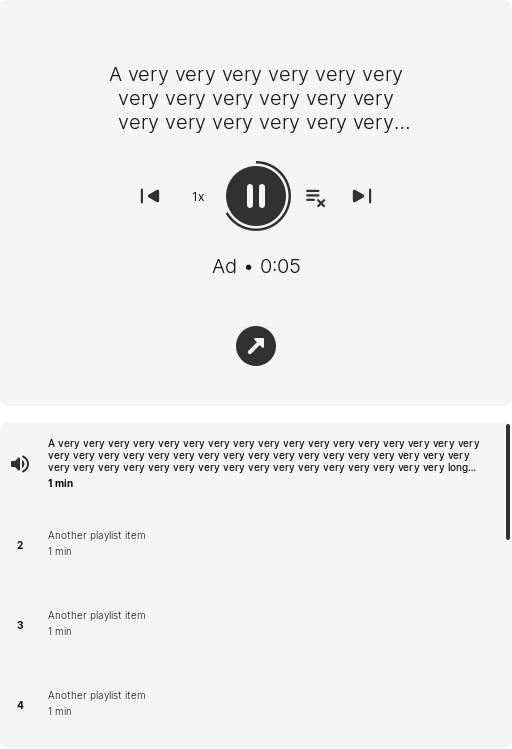 A very very very very very very
very very very very very very
very very very very very very...
1x
Ad • 0:05
A very very very very very very very very very very very very very very very very very
very very very very very very very very very very very very very very very very very
very very very very very very very very very very very very very very very very long...
1 min
2
Another playlist item
1 min
3
Another playlist item
1 min
4
Another playlist item
1 min